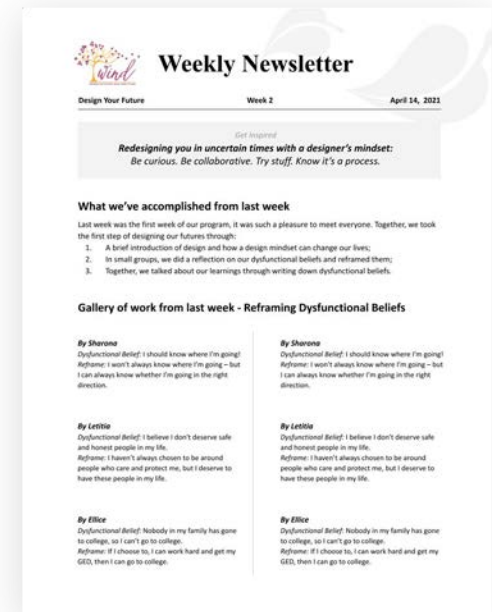 wind
Weekly Newsletter
Design Your Future
Week 2
April 14, 2021
Get Inspired
Redesigning you in uncertain times with a designer's mindset:
Be curious. Be collaborative. Try stuff. Know it's a process.
What we've accomplished from last week
Last week was the first week of our program, it was such a pleasure to meet everyone. Together, we took
the first step of designing our futures through:
1. A brief introduction of design and how a design mindset can change our lives;
2. In small groups, we did a reflection on our dysfunctional beliefs and reframed them;
3. Together, we talked about our learnings through writing down dysfunctional beliefs.
Gallery of work from last week - Reframing Dysfunctional Beliefs
By Sharona
Dysfunctional Belief: I should know where I'm going!
Reframe: I won't always know where I'm going – but
I can always know whether I'm going in the right
direction.
By Letitia
Dysfunctional Belief: I believe I don't deserve safe
and honest people in my life.
Reframe: I haven't always chosen to be around
people who care and protect me, but I deserve to
have these people in my life.
By Ellice
Dysfunctional Belief: Nobody in my family has gone
to college, so I can't go to college.
Reframe: If I choose to, I can work hard and get my
GED, then I can go to college.
By Sharona
Dysfunctional Belief: I should know where I'm going!
Reframe: I won't always know where I'm going – but
I can always know whether I'm going in the right
direction.
By Letitia
Dysfunctional Belief: I believe I don't deserve safe
and honest people in my life.
Reframe: I haven't always chosen to be around
people who care and protect me, but I deserve to
have these people in my life.
By Ellice
Dysfunctional Belief: Nobody in my family has gone
to college, so I can't go to college.
Reframe: If I choose to, I can work hard and get my
GED, then I can go to college.